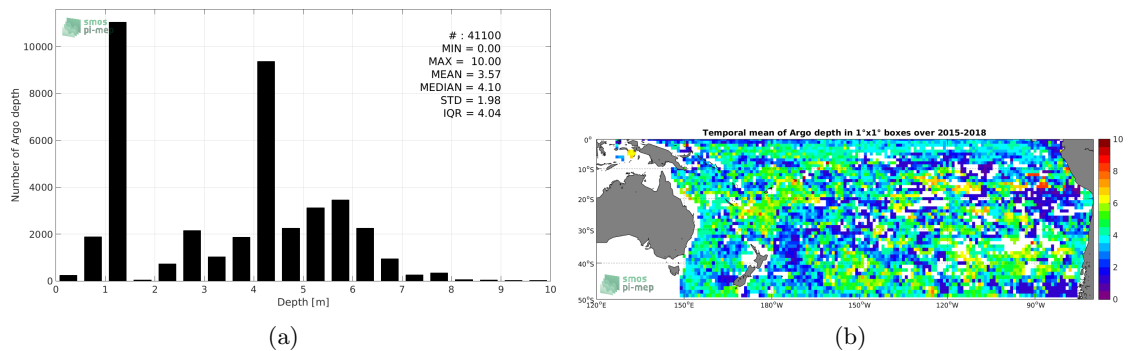 smos
pi-mep
# : 41100
MIN = 0.00
MAX = 10.00
MEAN = 3.57
MEDIAN = 4.10
STD = 1.98
IQR = 4.04
Number of Argo depth
10000
8000
6000
4000
2000
0
0 1 2 3 4 5 6 7 8 9 10
Depth [m]
(a)
Temporal mean of Argo depth in 1°x1° boxes over 2015-2018
0°
10°S
20°S
30°S
40°S
50°S
120°E 150°E 180°W 150°W 120°W 90°W
10
8
6
4
2
0
smos
pi-mep
(b)